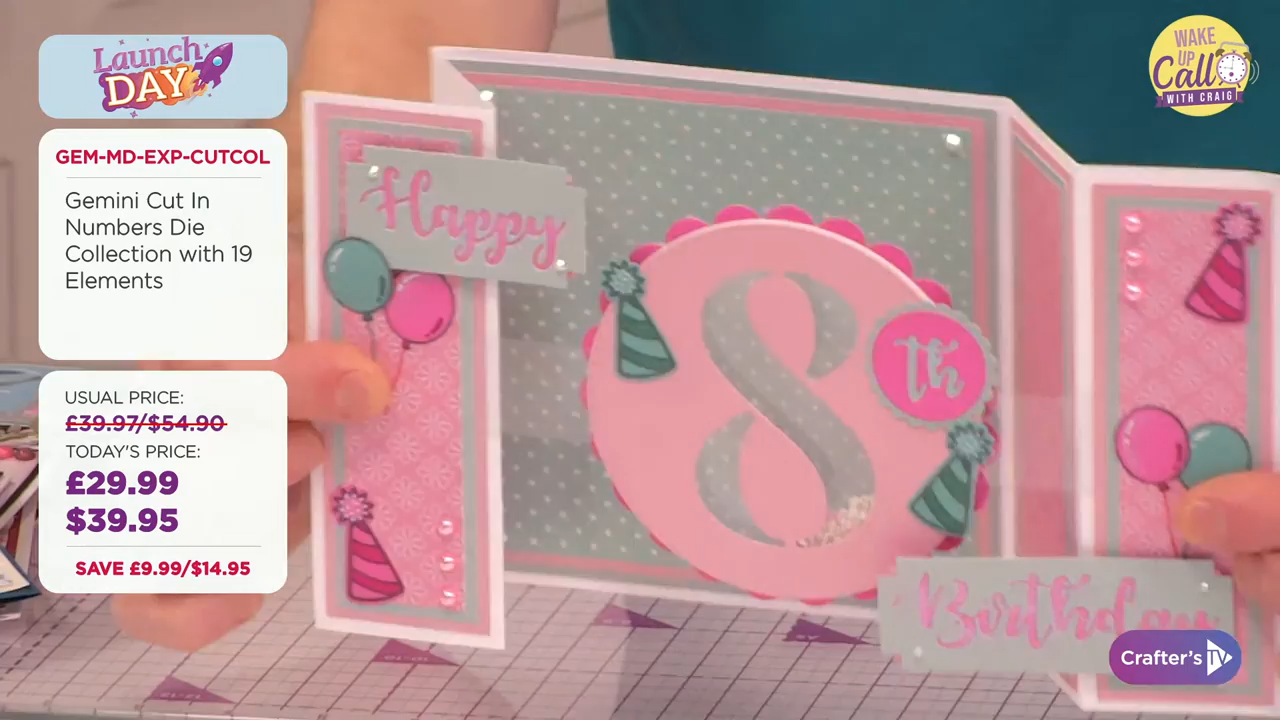 Launch
DAY
GEM-MD-EXP-CUTCOL
Gemini Cut In
Numbers Die
Collection with 19
Elements
USUAL PRICE:
£39.97/$54.90
TODAY'S PRICE:
£29.99
$39.95
SAVE £9.99/$14.95
WAKE
UP
Call
WITH CRAIG
Happy
8
th
Birthday
Crafter's TV